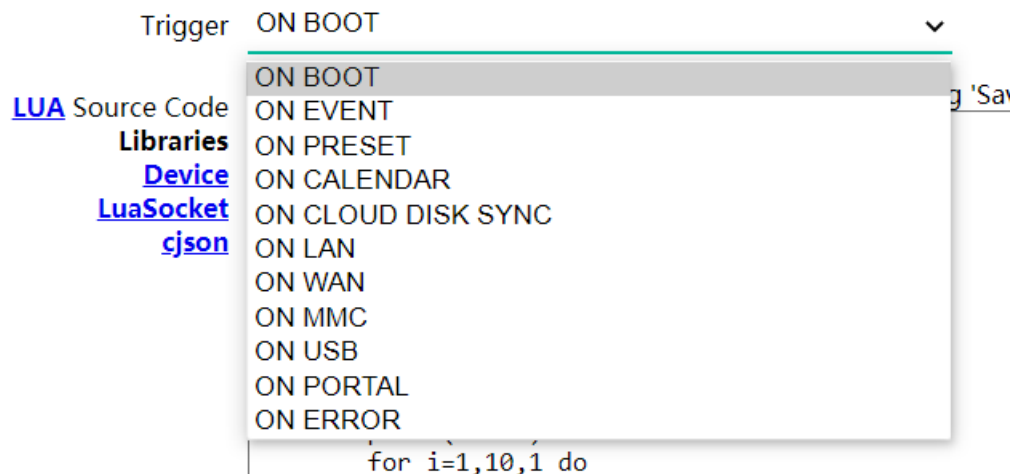 Trigger ON BOOT
ON BOOT
LUA Source Code
ON EVENT
g 'Sav
Libraries
ON PRESET
Device
ON CALENDAR
LuaSocket
ON CLOUD DISK SYNC
cjson
ON LAN
ON WAN
ON MMC
ON USB
ON PORTAL
ON ERROR
for i=1,10,1 do